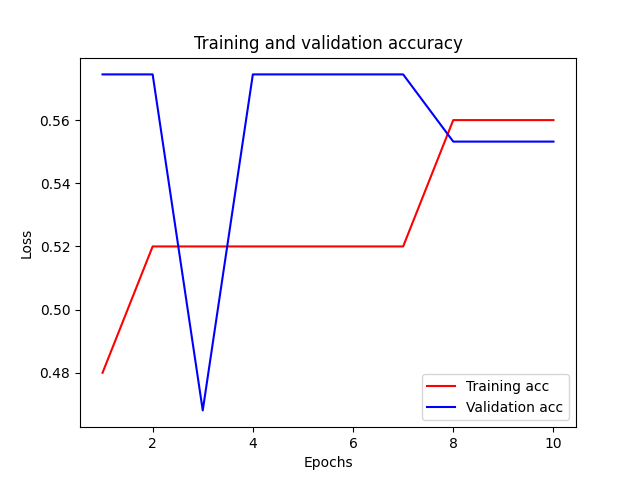 Training and validation accuracy
Loss
0.56
0.54
0.52
0.50
0.48
Training acc
Validation acc
2 4 6 8 10
Epochs